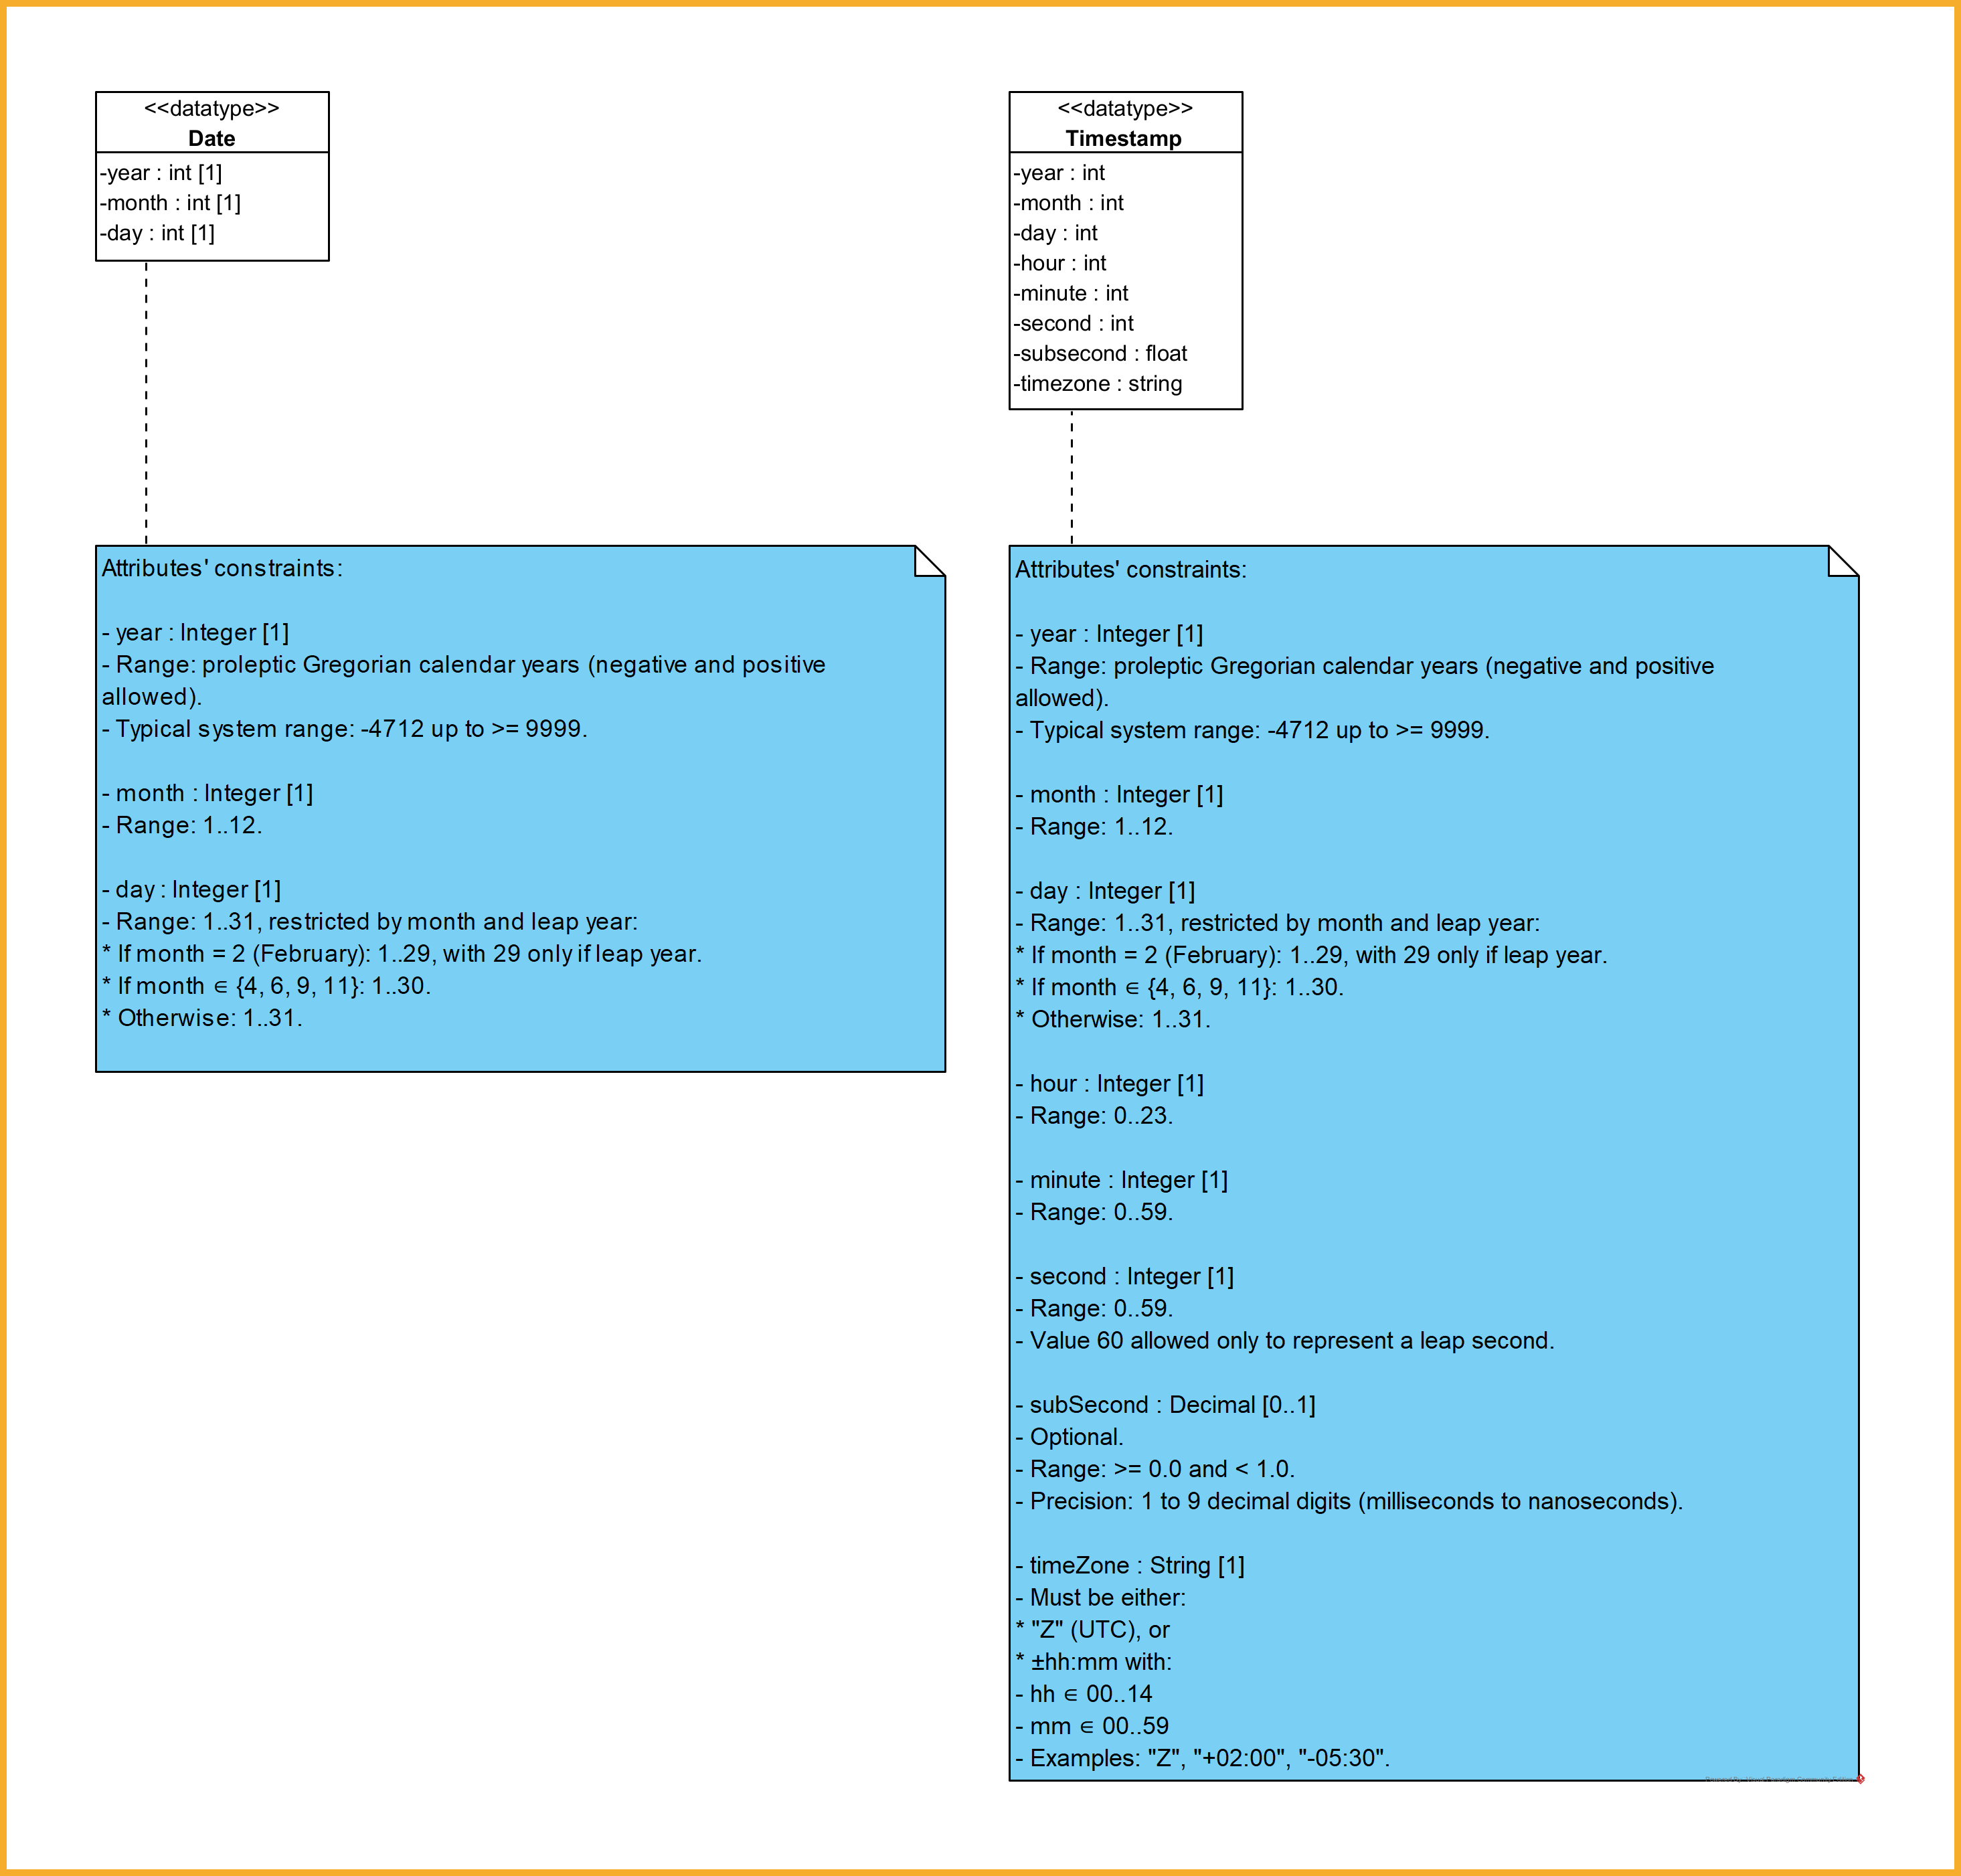 <<datatype>>
Date
-year : int [1]
-month : int [1]
-day : int [1]
<<datatype>>
Timestamp
-year : int
-month : int
-day : int
-hour : int
-minute : int
-second : int
-subsecond : float
-timezone : string
Attributes' constraints:
- year : Integer [1]
- Range: proleptic Gregorian calendar years (negative and positive
allowed).
- Typical system range: -4712 up to >= 9999.
- month : Integer [1]
- Range: 1..12.
- day : Integer [1]
- Range: 1..31, restricted by month and leap year:
* If month = 2 (February): 1..29, with 29 only if leap year.
* If month ∈ {4, 6, 9, 11}: 1..30.
* Otherwise: 1..31.
Attributes' constraints:
- year : Integer [1]
- Range: proleptic Gregorian calendar years (negative and positive
allowed).
- Typical system range: -4712 up to >= 9999.
- month : Integer [1]
- Range: 1..12.
- day : Integer [1]
- Range: 1..31, restricted by month and leap year:
* If month = 2 (February): 1..29, with 29 only if leap year.
* If month ∈ {4, 6, 9, 11}: 1..30.
* Otherwise: 1..31.
- hour : Integer [1]
- Range: 0..23.
- minute : Integer [1]
- Range: 0..59.
- second : Integer [1]
- Range: 0..59.
- Value 60 allowed only to represent a leap second.
- subSecond : Decimal [0..1]
- Optional.
- Range: >= 0.0 and < 1.0.
- Precision: 1 to 9 decimal digits (milliseconds to nanoseconds).
- timeZone : String [1]
- Must be either:
* "Z" (UTC), or
* ±hh:mm with:
- hh ∈ 00..14
- mm ∈ 00..59
- Examples: "Z", "+02:00", "-05:30".